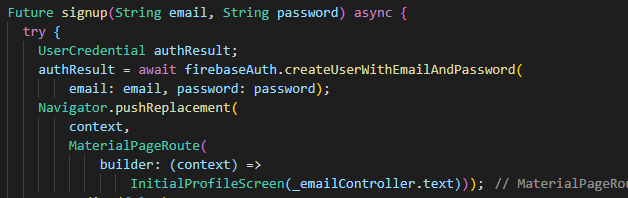 Future signup(String email, String password) async {
try {
UserCredential authResult;
authResult = await firebaseAuth.createUserWithEmailAndPassword(
email: email, password: password);
Navigator.pushReplacement(
context,
MaterialPageRoute(
builder: (context) =>
InitialProfileScreen(_emailController.text))); // MaterialPageRou